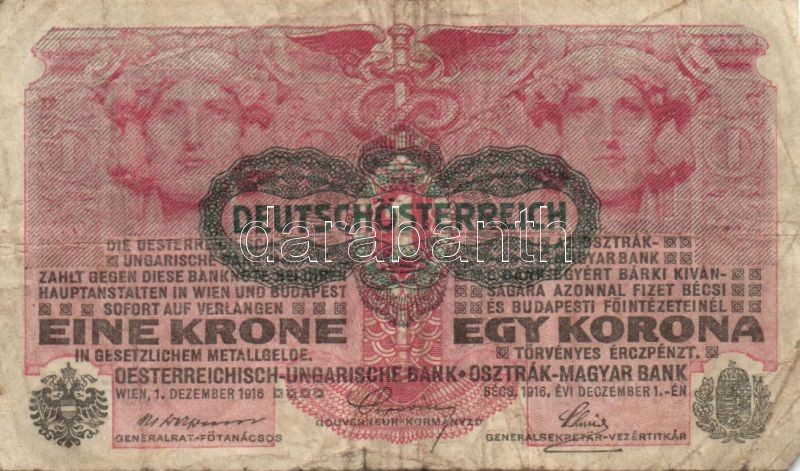 DEUTSCHÖSTERREICH
darabanth
DIE OESTERREICHISCH-
UNGARISCHE BANK
ZAHLT GEGEN DIESE BANKNOTE BEI IHREN
HAUPTANSTALTEN IN WIEN UND BUDAPEST
SOFORT AUF VERLANGEN
EINE KRONE
IN GESETZLICHEM METALLGELDE.
OSZTRÁK-
MAGYAR BANK
E BANKJEGYÉRT BÁRKI KIVÁN-
SÁGÁRA AZONNAL FIZET BÉCSI
ÉS BUDAPESTI FŐINTÉZETEINÉL
EGY KORONA
TÖRVÉNYES ÉRCZPÉNZT.
OESTERREICHISCH-UNGARISCHE BANK·OSZTRÁK-MAGYAR BANK
WIEN, 1. DEZEMBER 1916
BÉCS, 1916. ÉVI DECZEMBER 1.-ÉN
GENERALRAT-FŐTANÁCSOS
GOUVERNEUR-KORMÁNYZÓ
GENERALSEKRETÄR-VEZÉRTITKÁR